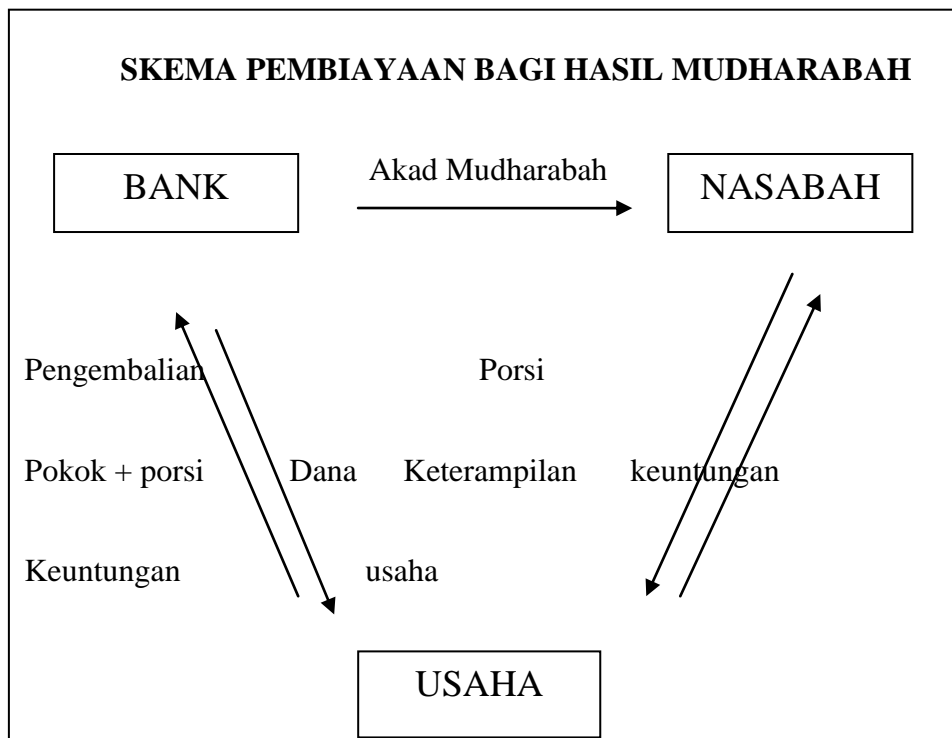 SKEMA PEMBIAYAAN BAGI HASIL MUDHARABAH
BANK
Akad Mudharabah
NASABAH
Pengembalian Porsi
Pokok + porsi Dana Keterampilan keuntungan
Keuntungan usaha
USAHA